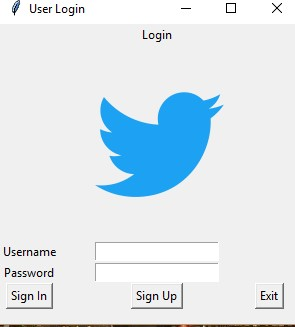 User Login
Login
Username
Password
Sign In Sign Up Exit